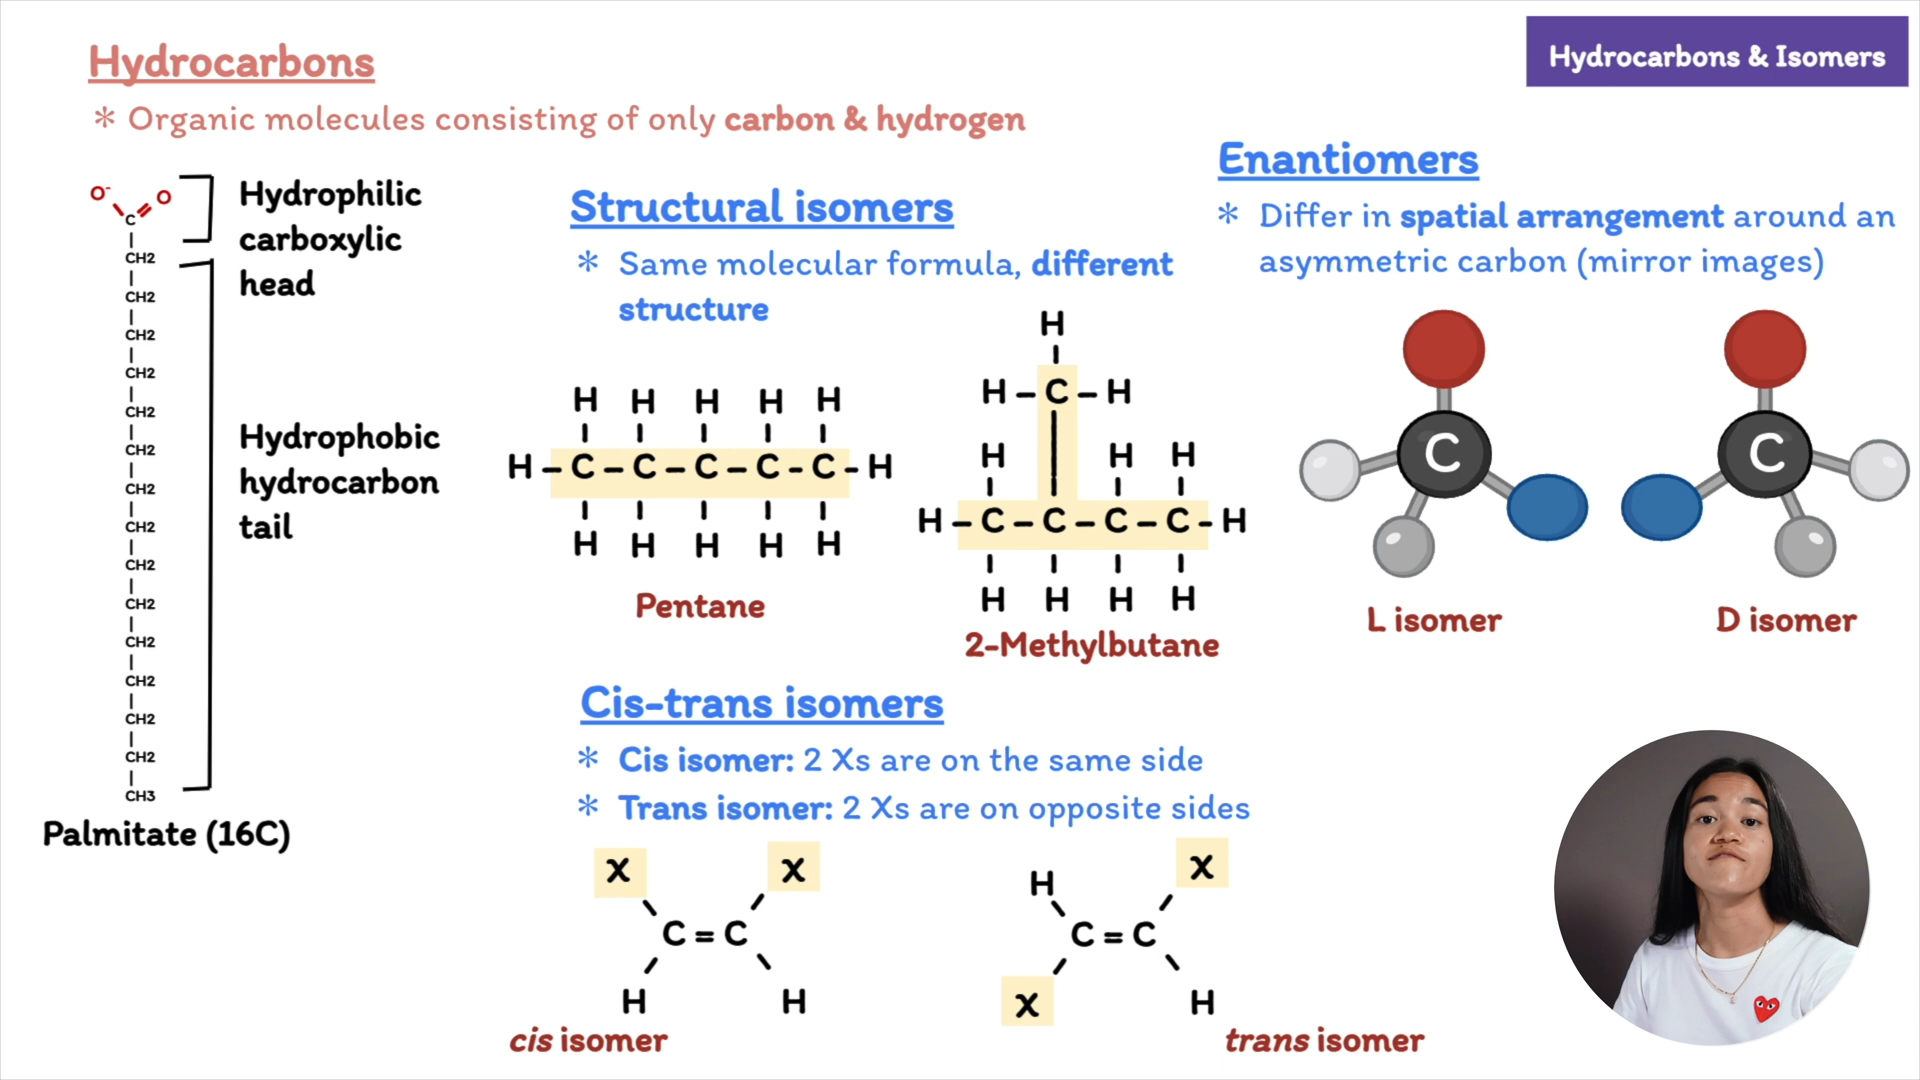 Hydrocarbons & Isomers
Hydrocarbons
* Organic molecules consisting of only carbon & hydrogen
O- O
C
CH2
CH2
CH2
CH2
CH2
CH2
CH2
CH2
CH2
CH2
CH2
CH2
CH2
CH2
CH3
Hydrophilic
carboxylic
head
Hydrophobic
hydrocarbon
tail
Palmitate (16C)
Structural isomers
* Same molecular formula, different
structure
H H H H H
H-C-C-C-C-C-H
H H H H H
Pentane
H
H-C-H
H H H
H-C-C-C-C-H
H H H H
2-Methylbutane
Enantiomers
* Differ in spatial arrangement around an
asymmetric carbon (mirror images)
C
C
L isomer
D isomer
Cis-trans isomers
* Cis isomer: 2 Xs are on the same side
* Trans isomer: 2 Xs are on opposite sides
X X
C=C
H H
cis isomer
H X
C=C
X H
trans isomer